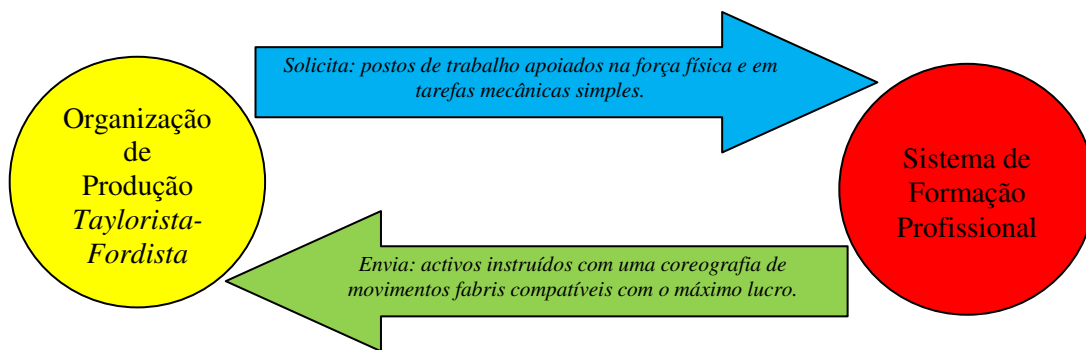 Organização
de
Produção
Taylorista-
Fordista
Solicita: postos de trabalho apoiados na força física e em
tarefas mecânicas simples.
Sistema de
Formação
Profissional
Envia: activos instruídos com uma coreografia de
movimentos fabris compatíveis com o máximo lucro.